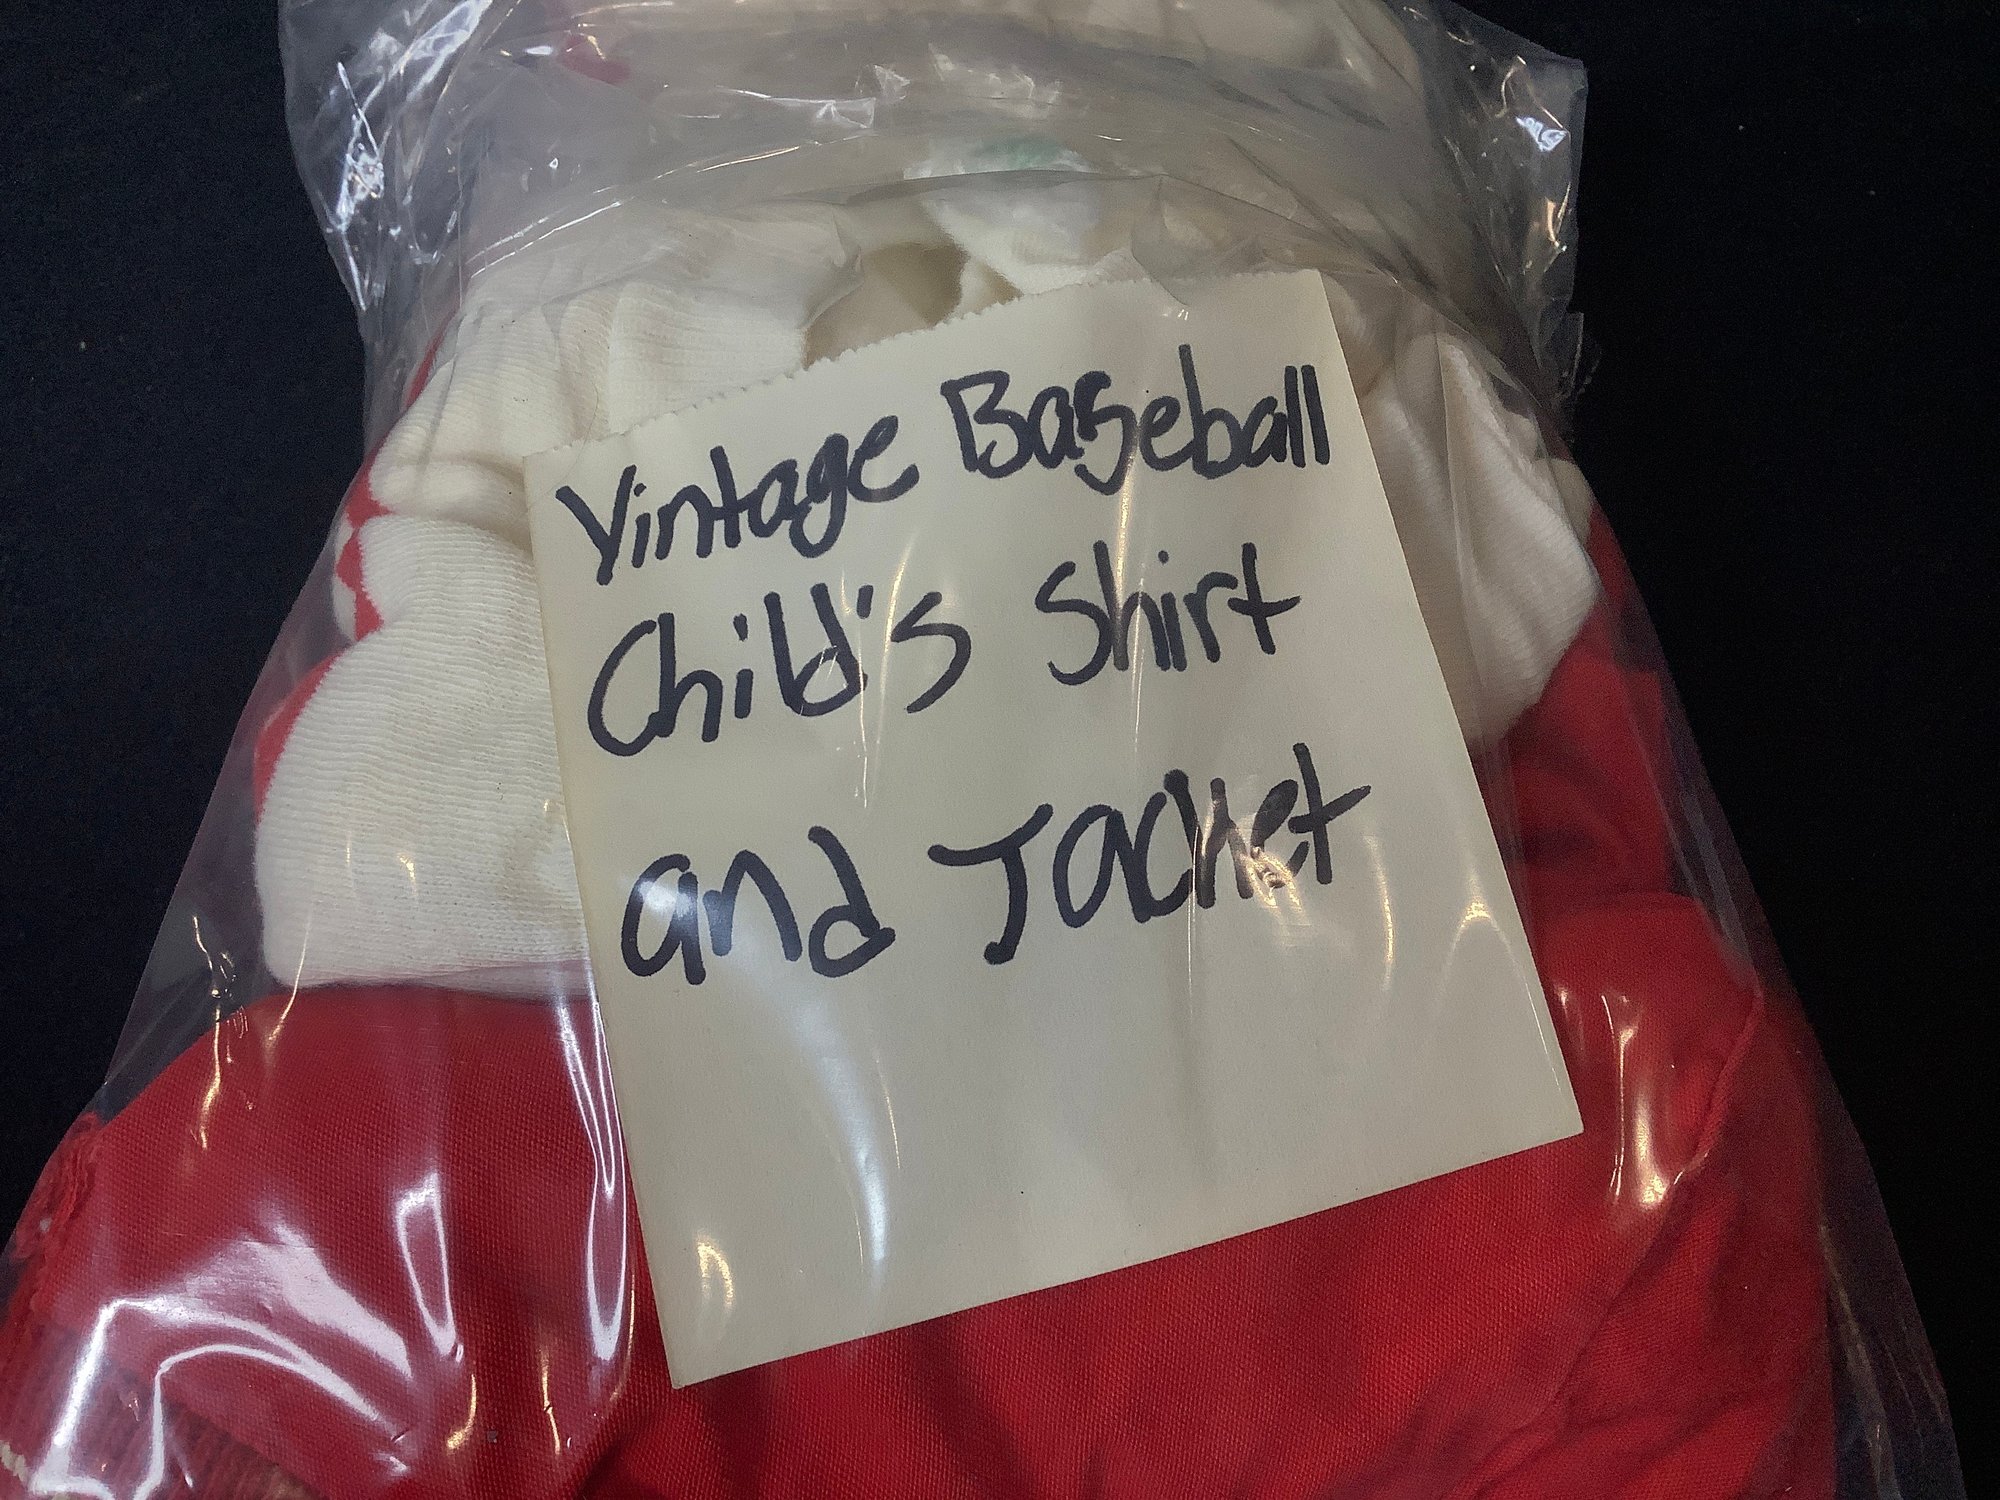 Vintage Baseball
Child's Shirt
and Jacket